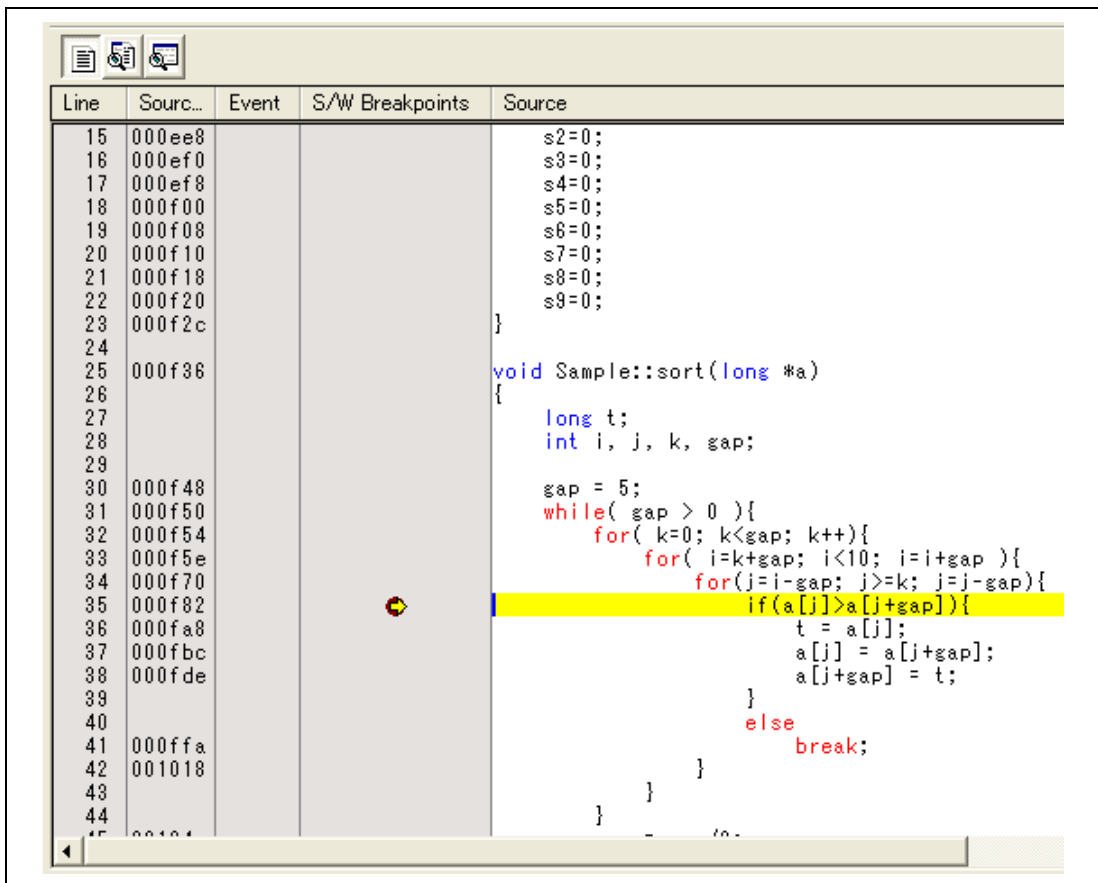 Line Sourc... Event S/W Breakpoints Source
15 000ee8 s2=0;
16 000ef0 s3=0;
17 000ef8 s4=0;
18 000f00 s5=0;
19 000f08 s6=0;
20 000f10 s7=0;
21 000f18 s8=0;
22 000f20 s9=0;
23 000f2c }
24
25 000f36 void Sample::sort(long *a)
26 {
27 long t;
28 int i, j, k, gap;
29
30 000f48 gap = 5;
31 000f50 while( gap > 0 ){
32 000f54 for( k=0; k<gap; k++){
33 000f5e for( i=k+gap; i<10; i=i+gap ){
34 000f70 for(j=i-gap; j>=k; j=j-gap){
35 000f82 if(a[j]>a[j+gap]){
36 000fa8 t = a[j];
37 000fbc a[j] = a[j+gap];
38 000fde a[j+gap] = t;
39 }
40 else
41 000ffa break;
42 001018 }
43 }
44 }